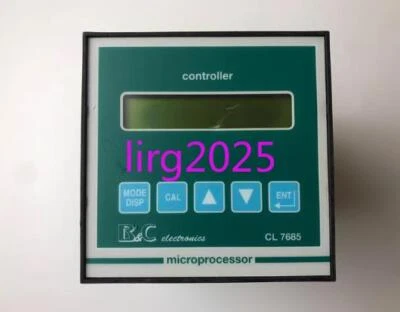 controller
lirg2025
MODE
DISP
CAL
ENT
B&C electronics
CL 7685
microprocessor